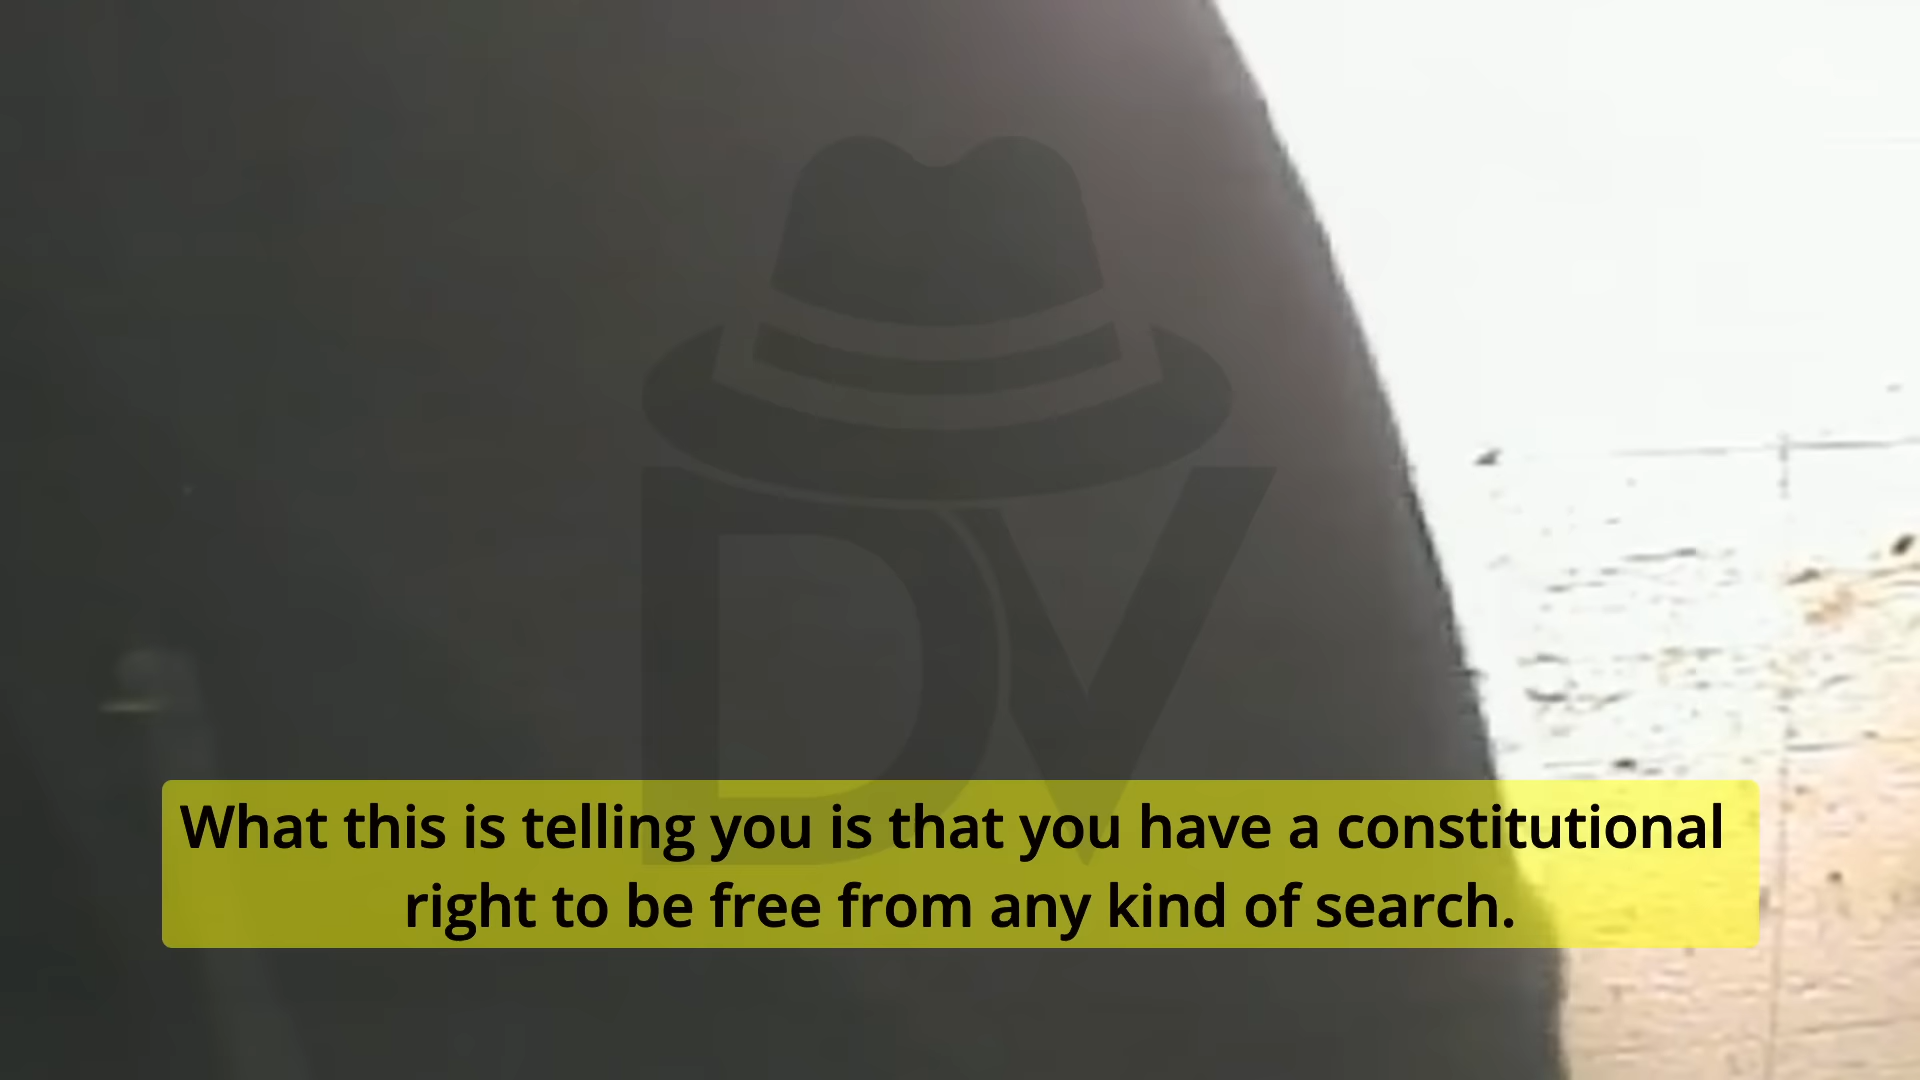 DV
What this is telling you is that you have a constitutional
right to be free from any kind of search.